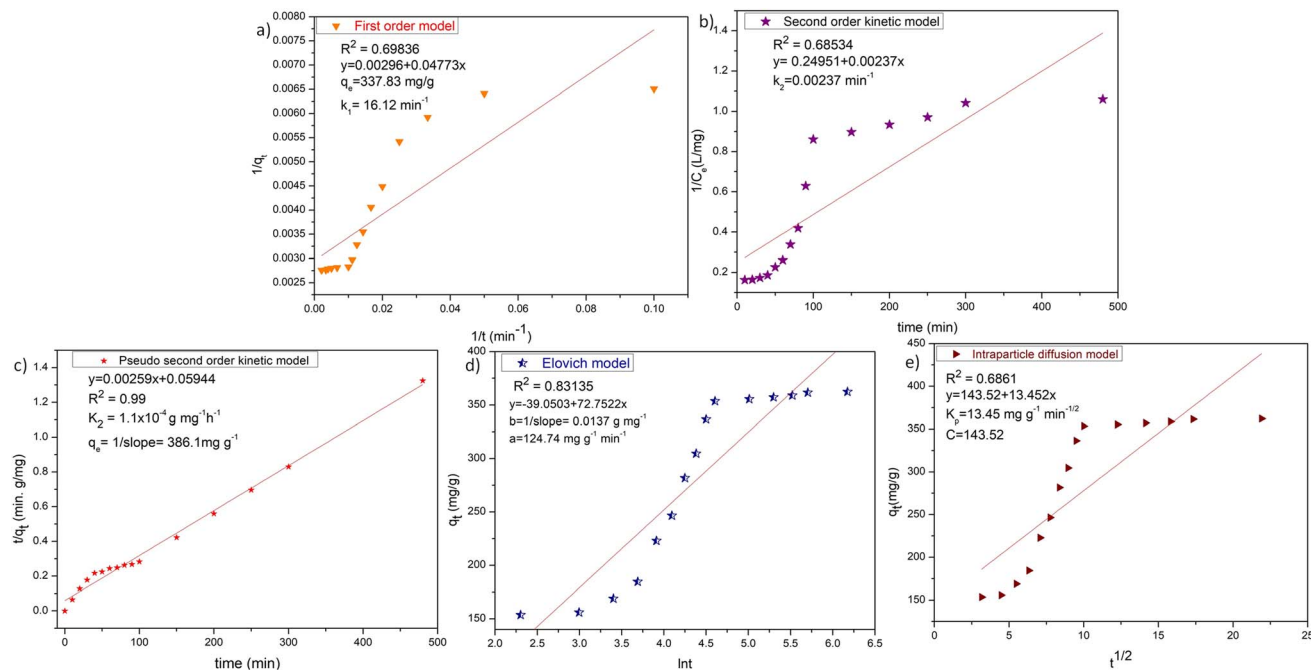 a)
First order model
R² = 0.69836
y=0.00296+0.04773x
qₑ=337.83 mg/g
k₁= 16.12 min⁻¹
0.0080
0.0075
0.0070
0.0065
0.0060
0.0055
0.0050
0.0045
0.0040
0.0035
0.0030
0.0025
1/qₜ
0.00 0.02 0.04 0.06 0.08 0.10
1/t (min⁻¹)
b)
Second order kinetic model
R² = 0.68534
y= 0.24951+0.00237x
k₂=0.00237 min⁻¹
1.4
1.2
1.0
0.8
0.6
0.4
0.2
1/Cₑ(L/mg)
0 100 200 300 400 500
time (min)
c)
Pseudo second order kinetic model
y=0.00259x+0.05944
R² = 0.99
K₂ = 1.1x10⁻⁴ g mg⁻¹h⁻¹
qₑ = 1/slope= 386.1mg g⁻¹
1.4
1.2
1.0
0.8
0.6
0.4
0.2
0.0
t/qₜ (min. g/mg)
0 100 200 300 400 500
time (min)
d)
Elovich model
R² = 0.83135
y=-39.0503+72.7522x
b=1/slope= 0.0137 g mg⁻¹
a=124.74 mg g⁻¹ min⁻¹
400
350
300
250
200
150
qₜ (mg/g)
2.0 2.5 3.0 3.5 4.0 4.5 5.0 5.5 6.0 6.5
lnt
e)
Intraparticle diffusion model
R² = 0.6861
y=143.52+13.452x
Kₚ=13.45 mg g⁻¹ min⁻¹/²
C=143.52
450
400
350
300
250
200
150
100
qₜ(mg/g)
0 5 10 15 20 25
t¹/²